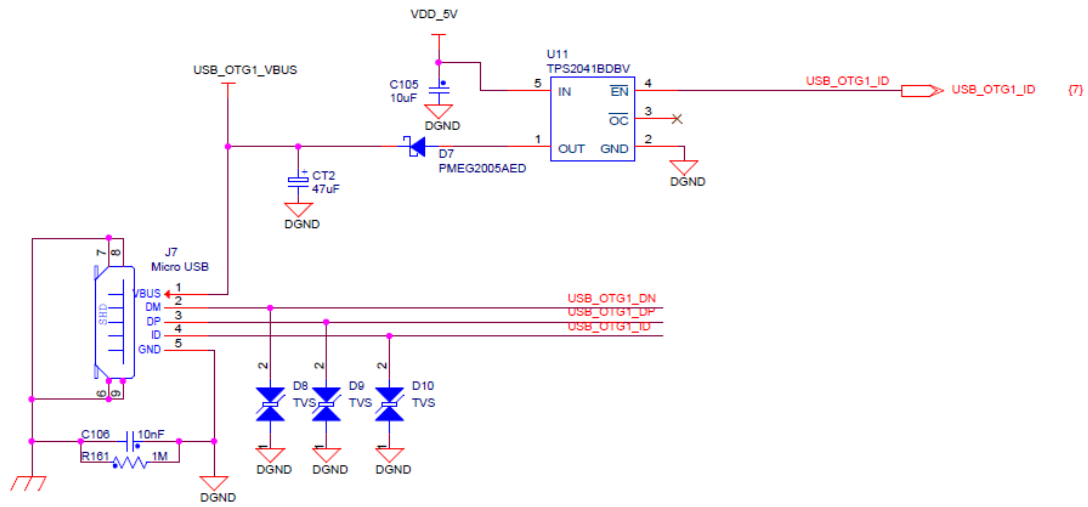 VDD_5V
USB_OTG1_VBUS
U11
TPS2041BDBV
C105
10uF
DGND
5 IN
EN 4
USB_OTG1_ID
USB_OTG1_ID {7}
OC 3
1 OUT
GND 2
DGND
D7
PMEG2005AED
+
CT2
47uF
DGND
J7
Micro USB
7 8
SHD
VBUS 1
DM 2
DP 3
ID 4
GND 5
6 9
USB_OTG1_DN
USB_OTG1_DP
USB_OTG1_ID
2 2 2
D8 D9 D10
TVS TVS TVS
1 1 1
DGND DGND DGND
C106 10nF
R161 1M
DGND